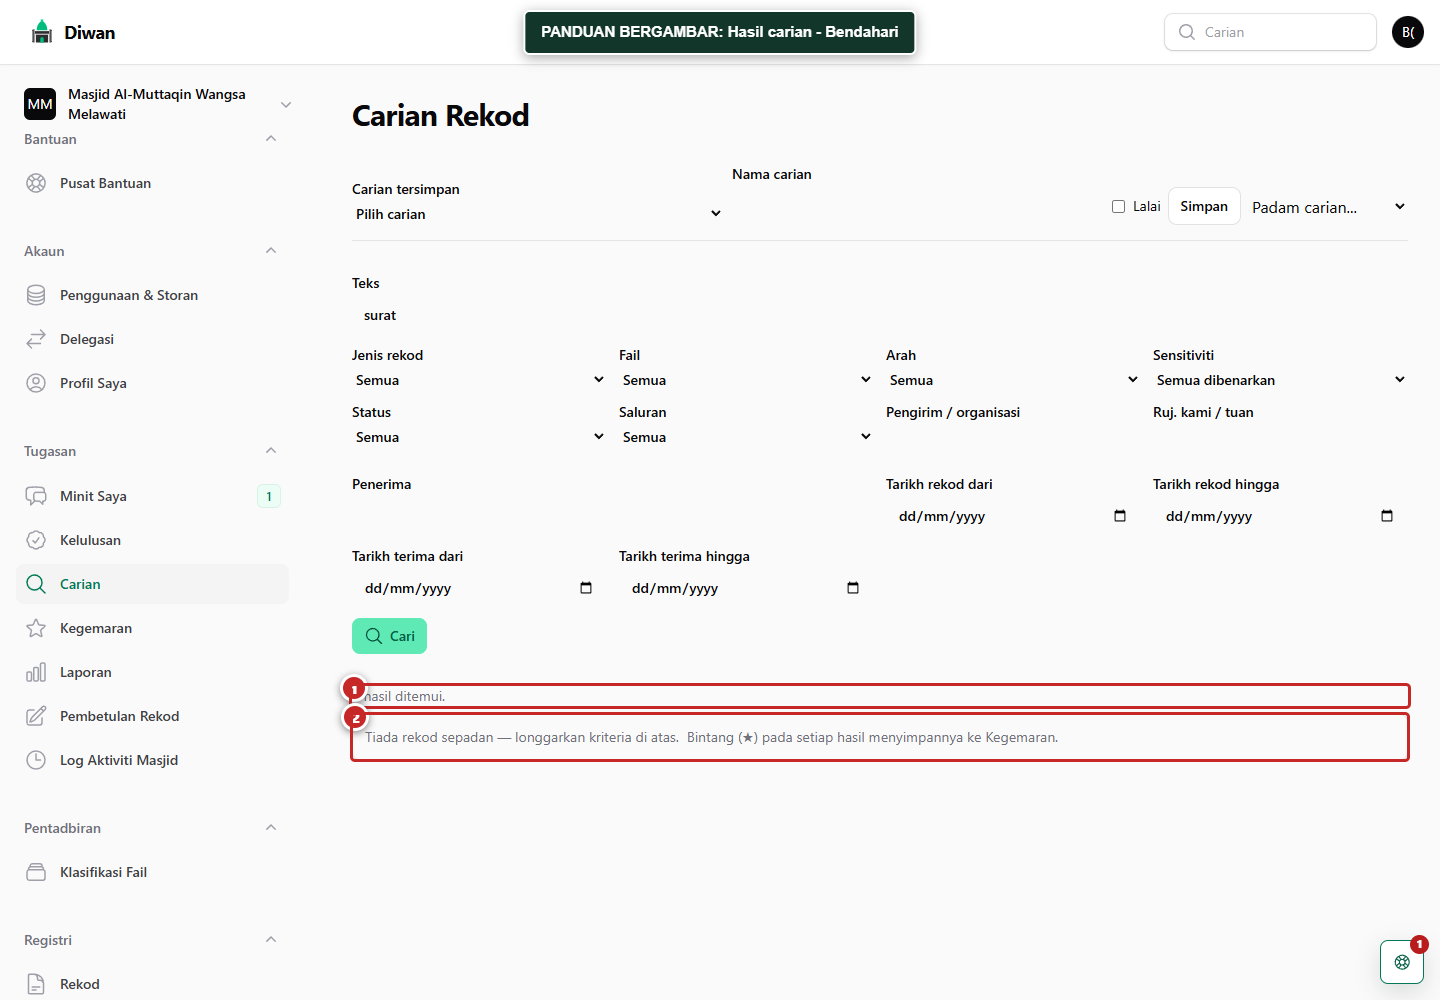 Diwan
PANDUAN BERGAMBAR: Hasil carian - Bendahari
Carian
B(
MM
Masjid Al-Muttaqin Wangsa
Melawati
Bantuan
Pusat Bantuan
Akaun
Penggunaan & Storan
Delegasi
Profil Saya
Tugasan
Minit Saya
1
Kelulusan
Carian
Kegemaran
Laporan
Pembetulan Rekod
Log Aktiviti Masjid
Pentadbiran
Klasifikasi Fail
Registri
Rekod
Carian Rekod
Carian tersimpan
Pilih carian
Nama carian
Lalai
Simpan
Padam carian...
Teks
surat
Jenis rekod
Fail
Arah
Sensitiviti
Semua
Semua
Semua
Semua dibenarkan
Status
Saluran
Pengirim / organisasi
Ruj. kami / tuan
Semua
Semua
Penerima
Tarikh rekod dari
Tarikh rekod hingga
dd/mm/yyyy
dd/mm/yyyy
Tarikh terima dari
Tarikh terima hingga
dd/mm/yyyy
dd/mm/yyyy
Cari
1
hasil ditemui.
2
Tiada rekod sepadan — longgarkan kriteria di atas. Bintang (★) pada setiap hasil menyimpannya ke Kegemaran.
1